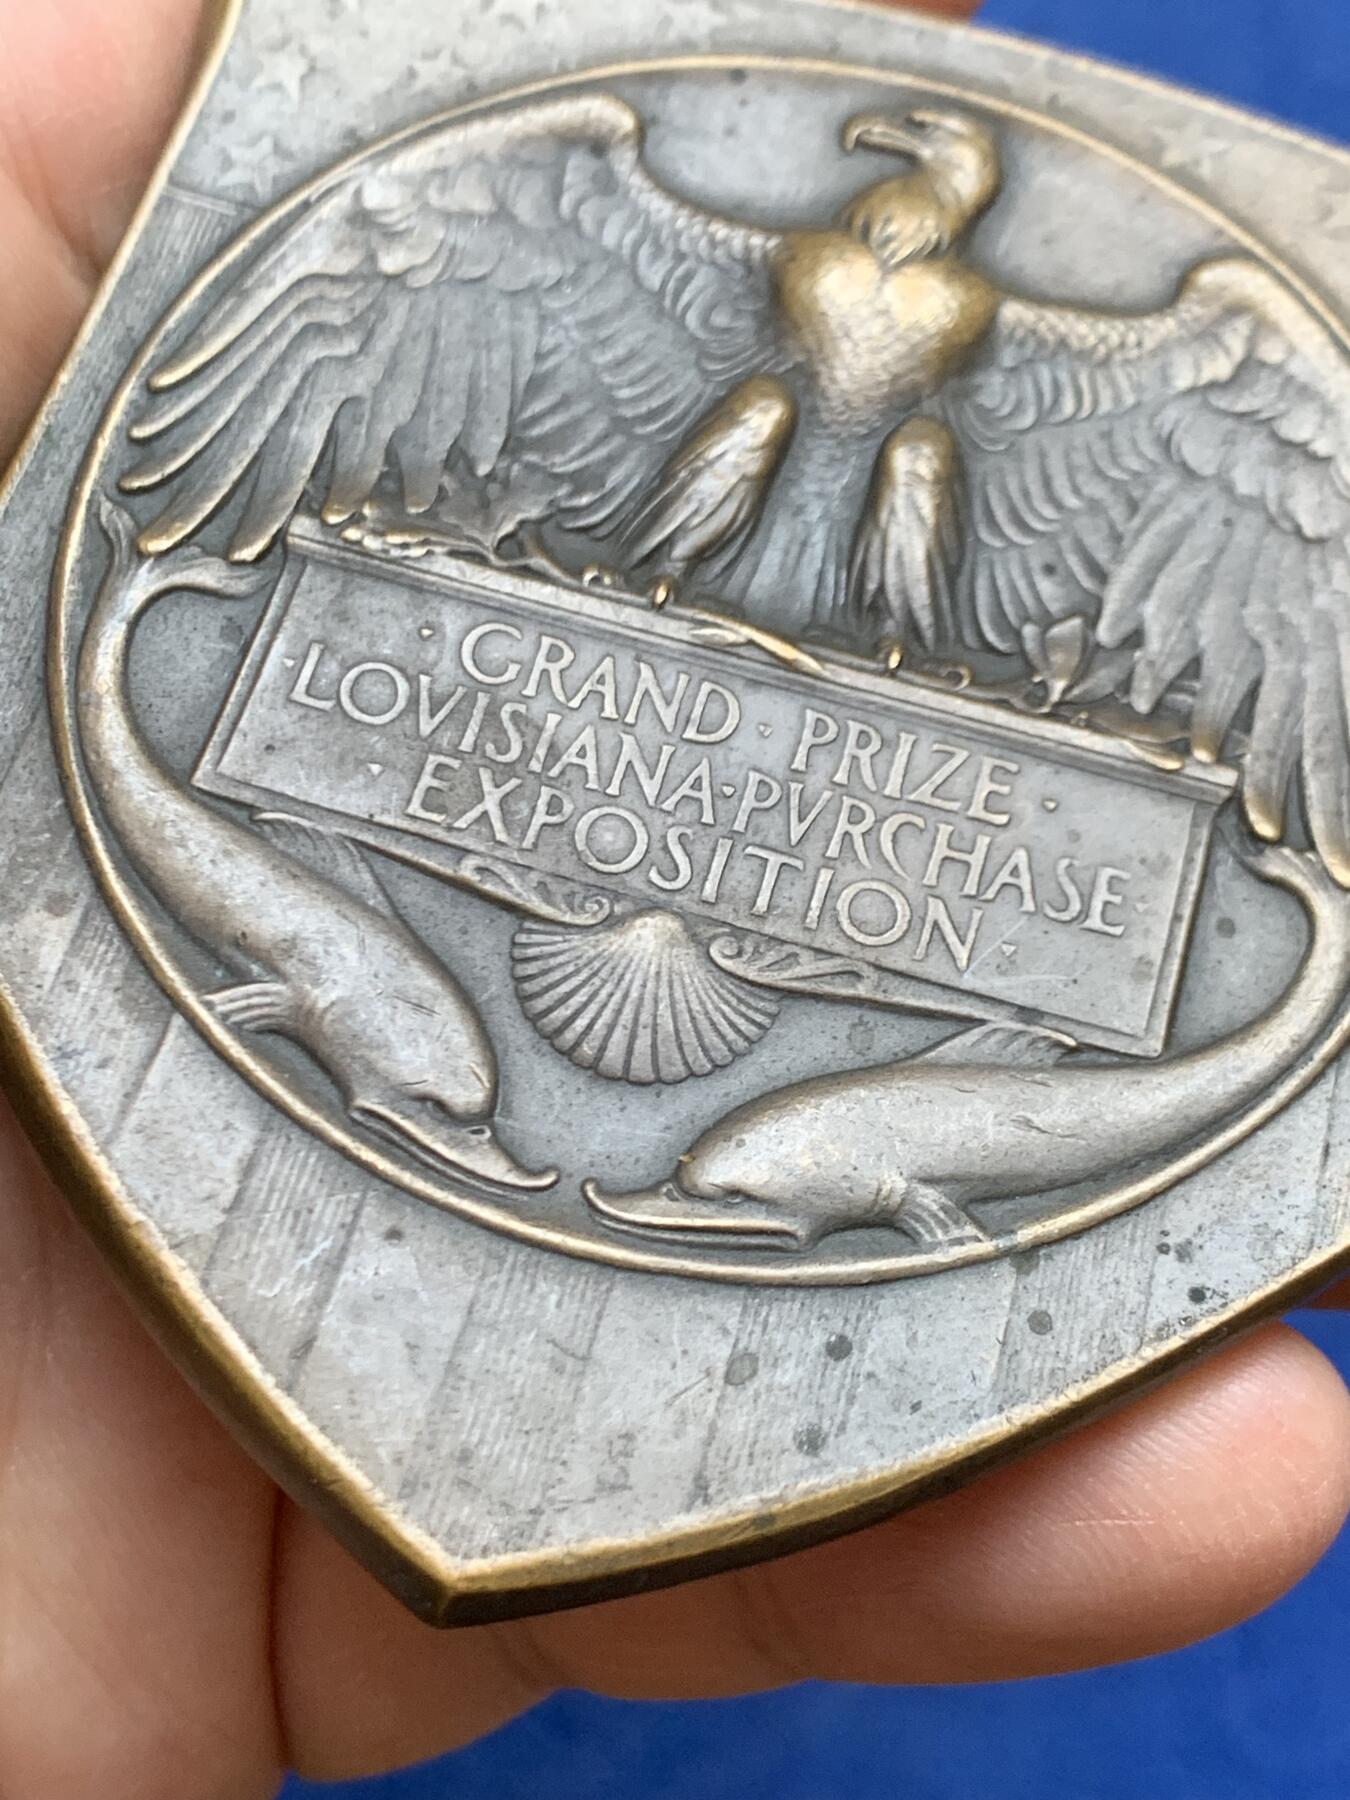 · GRAND · PRIZE ·
· LOVISIANA · PVRCHASE ·
· EXPOSITION ·